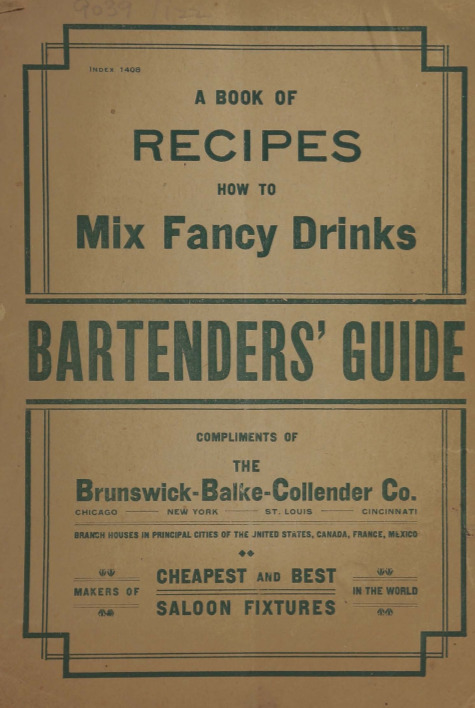 INDEX 1408
A BOOK OF
RECIPES
HOW TO
Mix Fancy Drinks
BARTENDERS' GUIDE
COMPLIMENTS OF
THE
Brunswick-Balke-Collender Co.
CHICAGO NEW YORK ST. LOUIS CINCINNATI
BRANCH HOUSES IN PRINCIPAL CITIES OF THE UNITED STATES, CANADA, FRANCE, MEXICO
MAKERS OF CHEAPEST AND BEST SALOON FIXTURES IN THE WORLD